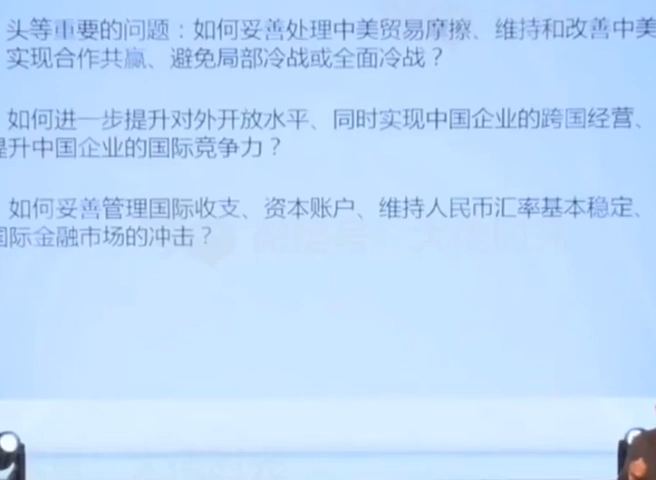 头等重要的问题：如何妥善处理中美贸易摩擦、维持和改善中美
实现合作共赢、避免局部冷战或全面冷战？
如何进一步提升对外开放水平、同时实现中国企业的跨国经营、
提升中国企业的国际竞争力？
如何妥善管理国际收支、资本账户、维持人民币汇率基本稳定、
国际金融市场的冲击？